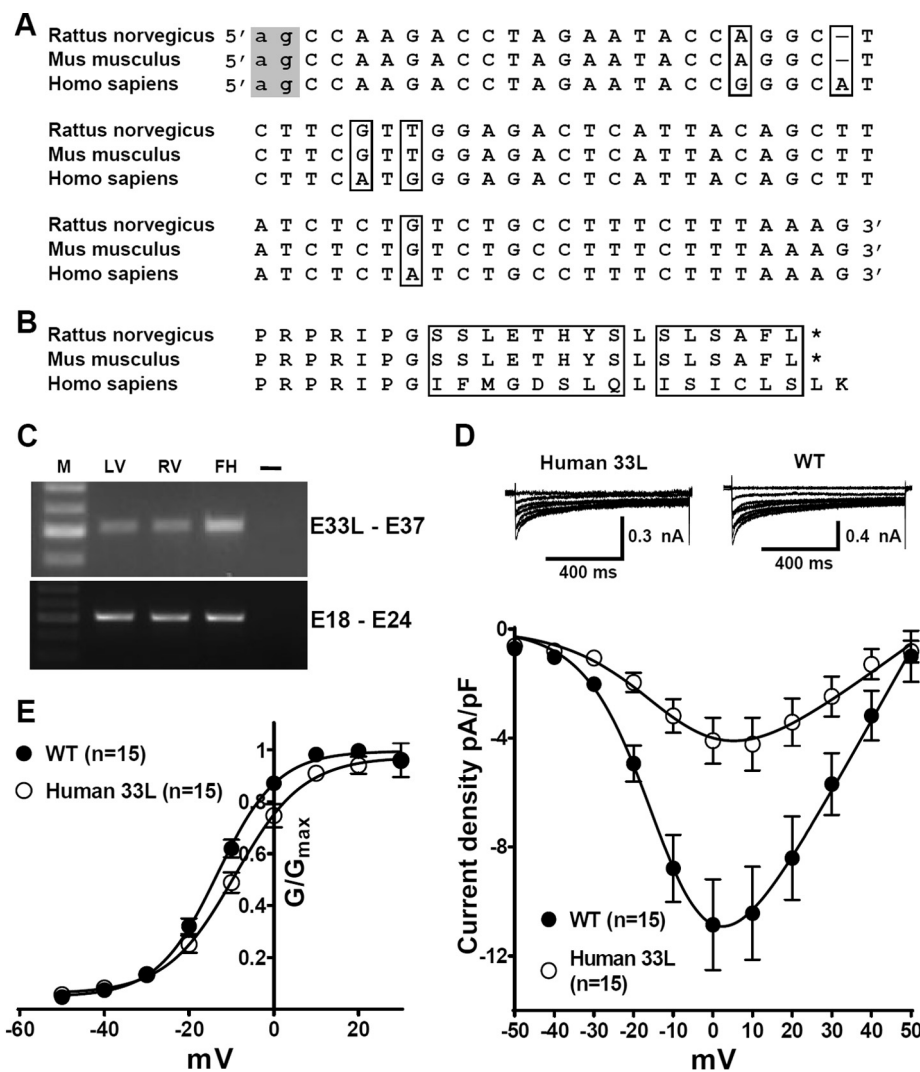 A
Rattus norvegicus 5' a g C C A A G A C C T A G A A T A C C A G G C – T
Mus musculus 5' a g C C A A G A C C T A G A A T A C C A G G C – T
Homo sapiens 5' a g C C A A G A C C T A G A A T A C C G G G C A T
Rattus norvegicus C T T C G T T G G A G A C T C A T T A C A G C T T
Mus musculus C T T C G T T G G A G A C T C A T T A C A G C T T
Homo sapiens C T T C A T G G G A G A C T C A T T A C A G C T T
Rattus norvegicus A T C T C T G T C T G C C T T T C T T T A A A G 3'
Mus musculus A T C T C T G T C T G C C T T T C T T T A A A G 3'
Homo sapiens A T C T C T A T C T G C C T T T C T T T A A A G 3'
B
Rattus norvegicus P R P R I P G S S L E T H Y S L S L S A F L *
Mus musculus P R P R I P G S S L E T H Y S L S L S A F L *
Homo sapiens P R P R I P G I F M G D S L Q L I S I C L S L K
C
M LV RV FH –
E33L - E37
E18 - E24
D
Human 33L WT
0.3 nA
400 ms
0.4 nA
400 ms
0
-4
-8
-12
Current density pA/pF
WT (n=15)
Human 33L
(n=15)
-50 -40 -30 -20 -10 0 10 20 30 40 50
mV
E
WT (n=15)
Human 33L (n=15)
1
0.8
0.6
0.4
0.2
G/Gmax
-60 -40 -20 0 20
mV